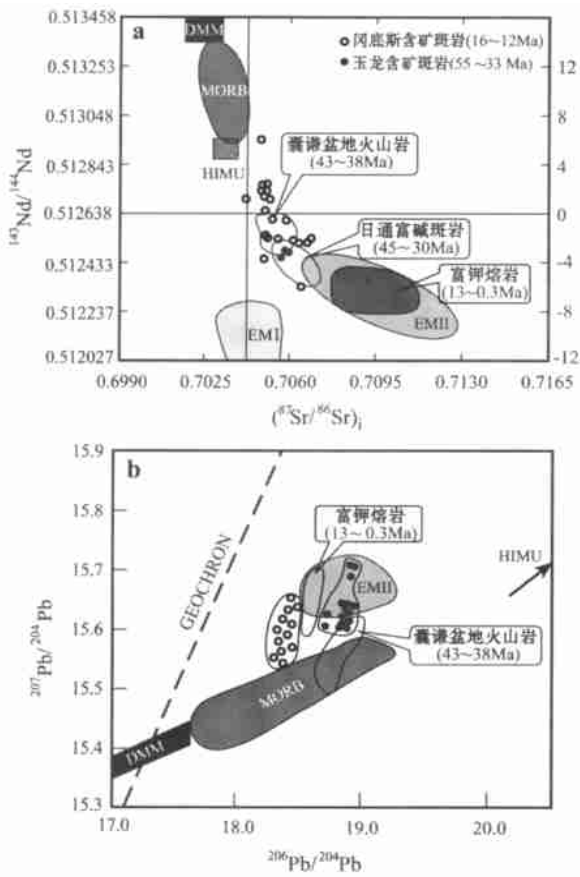 a
0.513458
0.513253
0.513048
0.512843
0.512638
0.512433
0.512237
0.512027
¹⁴³Nd/¹⁴⁴Nd
DMM
MORB
HIMU
冈底斯含矿斑岩(16~12Ma)
玉龙含矿斑岩(55~33 Ma)
囊谦盆地火山岩
(43~38Ma)
日通富碱斑岩
(45~30Ma)
富钾熔岩
(13~0.3Ma)
EMII
EMI
12
8
4
0
-4
-8
-12
0.6990
0.7025
0.7060
0.7095
0.7130
0.7165
(⁸⁷Sr/⁸⁶Sr)i
b
15.9
15.8
15.7
15.6
15.5
15.4
15.3
²⁰⁷Pb/²⁰⁴Pb
GEOCHRON
富钾熔岩
(13~0.3Ma)
HIMU
EMII
囊谦盆地火山岩
(43~38Ma)
MORB
DMM
17.0
18.0
19.0
20.0
²⁰⁶Pb/²⁰⁴Pb